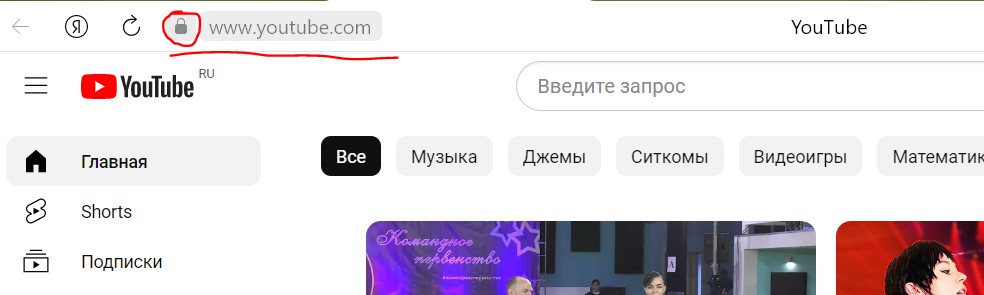 Я www.youtube.com YouTube
YouTube RU
Введите запрос
Все Музыка Джемы Ситкомы Видеоигры Математик
Главная
Shorts
Подписки
Командное
первенство
А